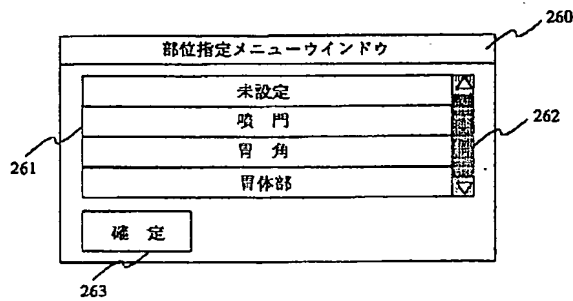 260
部位指定メニューウインドウ
未設定
噴 門
胃 角
胃体部
261
262
確 定
263